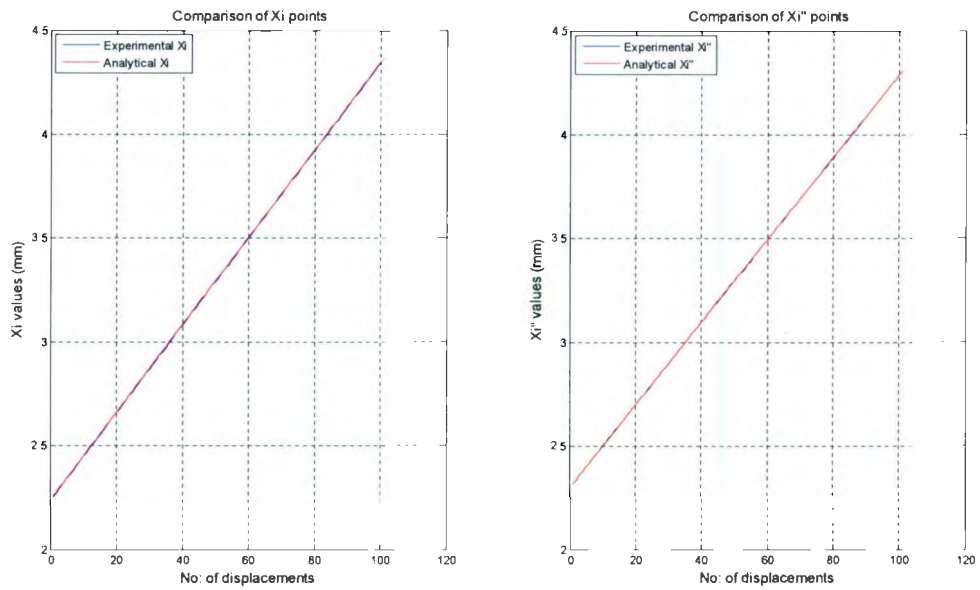 Comparison of Xi points
4 5
Experimental Xi
Analytical Xi
4
3 5
3
2 5
2
Xi values (mm)
0 20 40 60 80 100 120
No: of displacements
Comparison of Xi" points
4 5
Experimental Xi"
Analytical Xi"
4
3 5
3
2 5
2
Xi" values (mm)
0 20 40 60 80 100 120
No: of displacements